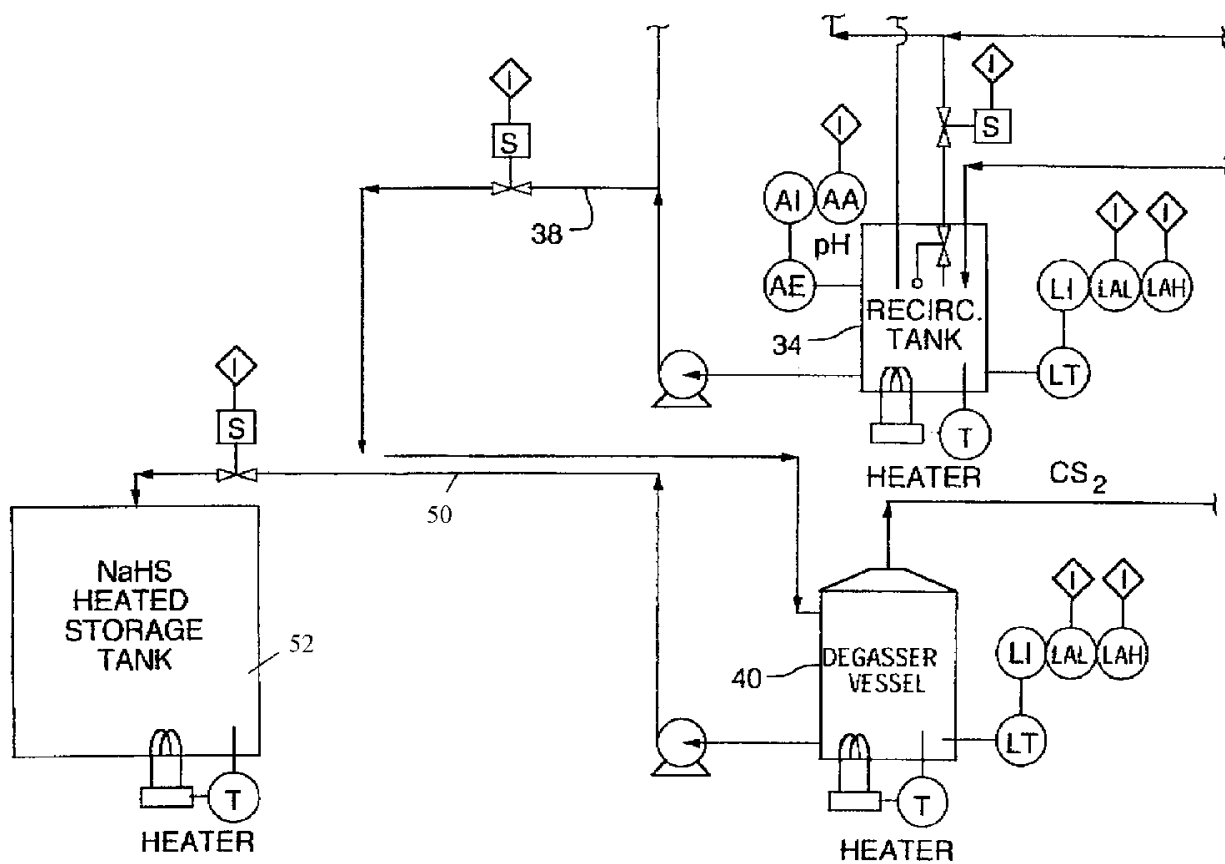 I
I
S
S
I
AI
AA
38
pH
I
I
AE
LI
LAL
LAH
RECIRC.
TANK
34
LT
I
S
T
HEATER
CS2
50
NaHS
HEATED
STORAGE
TANK
52
I
I
DEGASSER
VESSEL
40
LI
LAL
LAH
LT
T
HEATER
T
HEATER